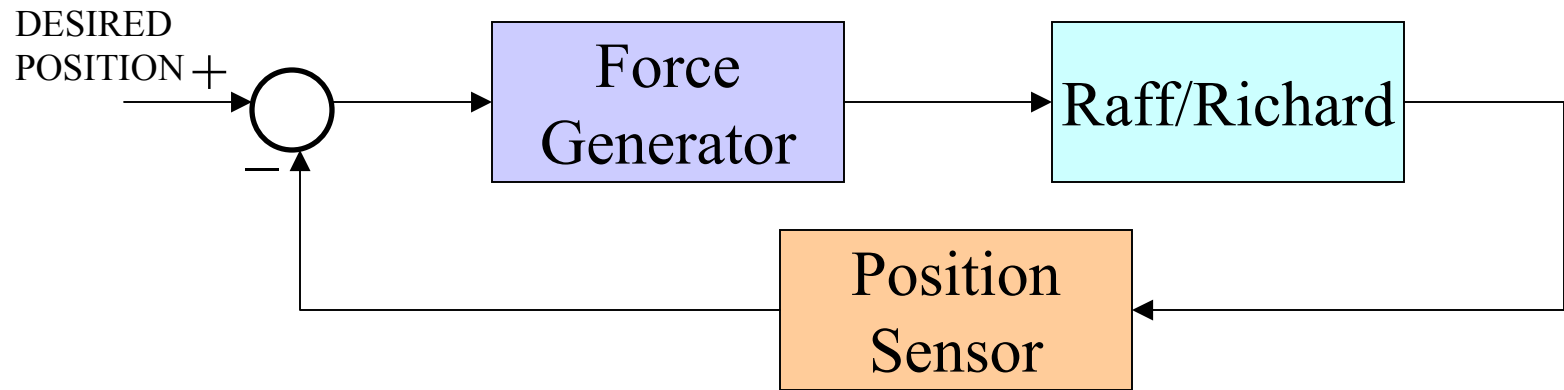 DESIRED
POSITION +
−
Force
Generator
Raff/Richard
Position
Sensor